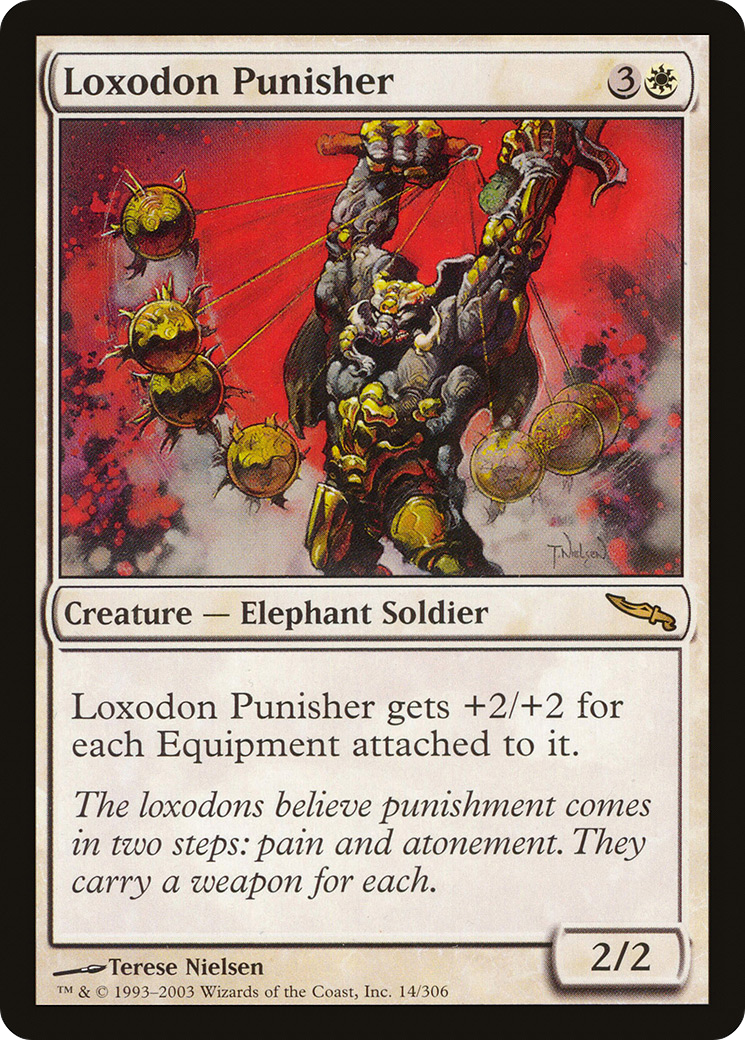 Loxodon Punisher 3
T. NIELSEN
Creature — Elephant Soldier
Loxodon Punisher gets +2/+2 for
each Equipment attached to it.
The loxodons believe punishment comes
in two steps: pain and atonement. They
carry a weapon for each.
2/2
Terese Nielsen
™ & © 1993–2003 Wizards of the Coast, Inc. 14/306